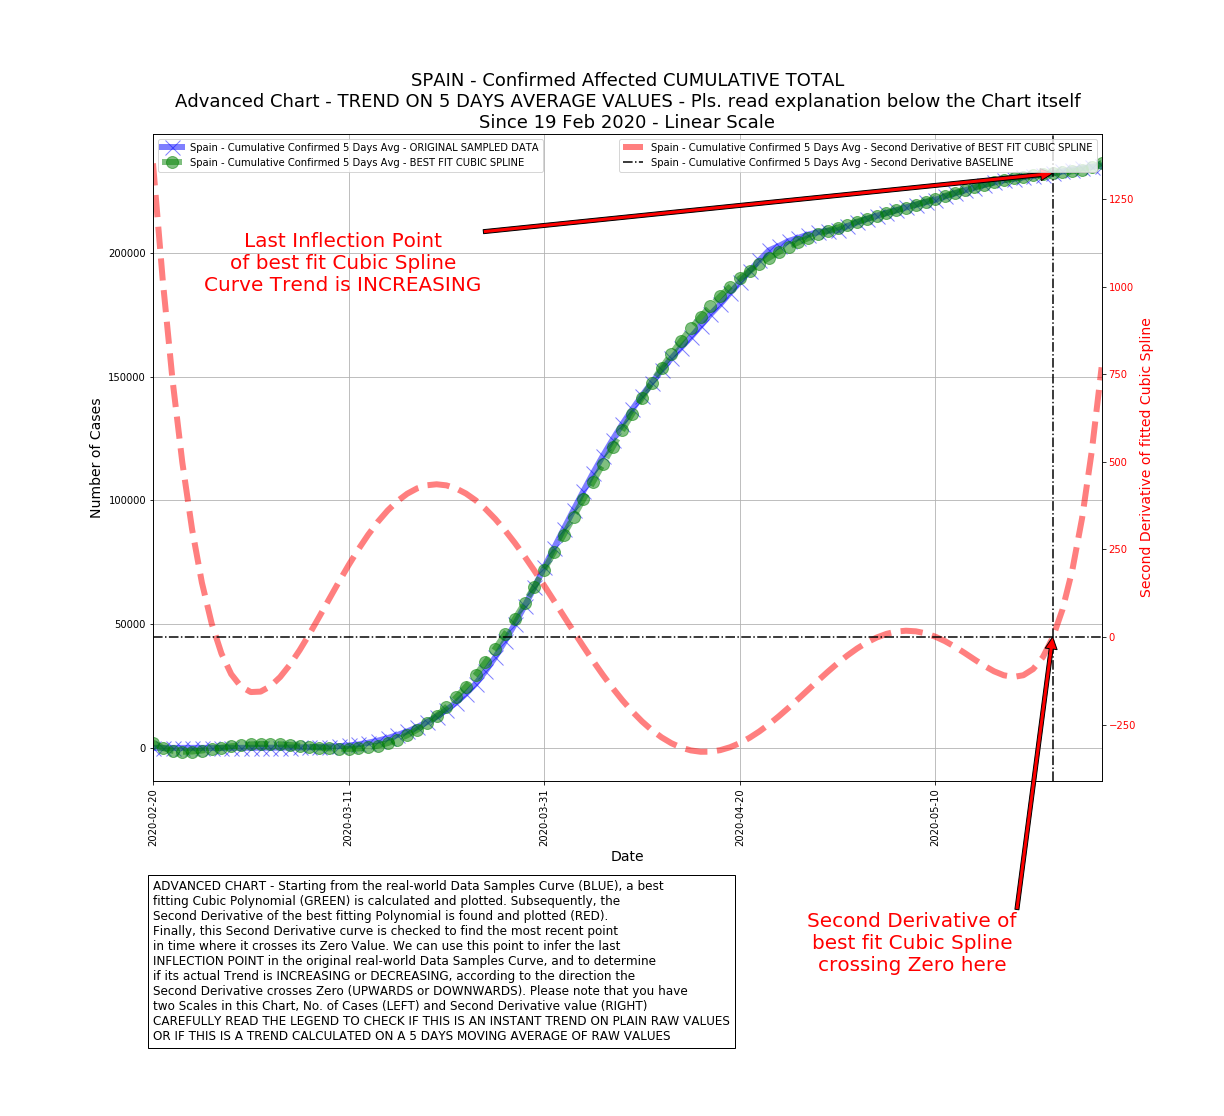 SPAIN - Confirmed Affected CUMULATIVE TOTAL
Advanced Chart - TREND ON 5 DAYS AVERAGE VALUES - Pls. read explanation below the Chart itself
Since 19 Feb 2020 - Linear Scale
Spain - Cumulative Confirmed 5 Days Avg - ORIGINAL SAMPLED DATA
Spain - Cumulative Confirmed 5 Days Avg - BEST FIT CUBIC SPLINE
Spain - Cumulative Confirmed 5 Days Avg - Second Derivative of BEST FIT CUBIC SPLINE
Spain - Cumulative Confirmed 5 Days Avg - Second Derivative BASELINE
Last Inflection Point
of best fit Cubic Spline
Curve Trend is INCREASING
Number of Cases
200000
150000
100000
50000
0
1250
1000
750
500
250
0
−250
Second Derivative of fitted Cubic Spline
2020-02-20
2020-03-11
2020-03-31
2020-04-20
2020-05-10
Date
ADVANCED CHART - Starting from the real-world Data Samples Curve (BLUE), a best
fitting Cubic Polynomial (GREEN) is calculated and plotted. Subsequently, the
Second Derivative of the best fitting Polynomial is found and plotted (RED).
Finally, this Second Derivative curve is checked to find the most recent point
in time where it crosses its Zero Value. We can use this point to infer the last
INFLECTION POINT in the original real-world Data Samples Curve, and to determine
if its actual Trend is INCREASING or DECREASING, according to the direction the
Second Derivative crosses Zero (UPWARDS or DOWNWARDS). Please note that you have
two Scales in this Chart, No. of Cases (LEFT) and Second Derivative value (RIGHT)
CAREFULLY READ THE LEGEND TO CHECK IF THIS IS AN INSTANT TREND ON PLAIN RAW VALUES
OR IF THIS IS A TREND CALCULATED ON A 5 DAYS MOVING AVERAGE OF RAW VALUES
Second Derivative of
best fit Cubic Spline
crossing Zero here